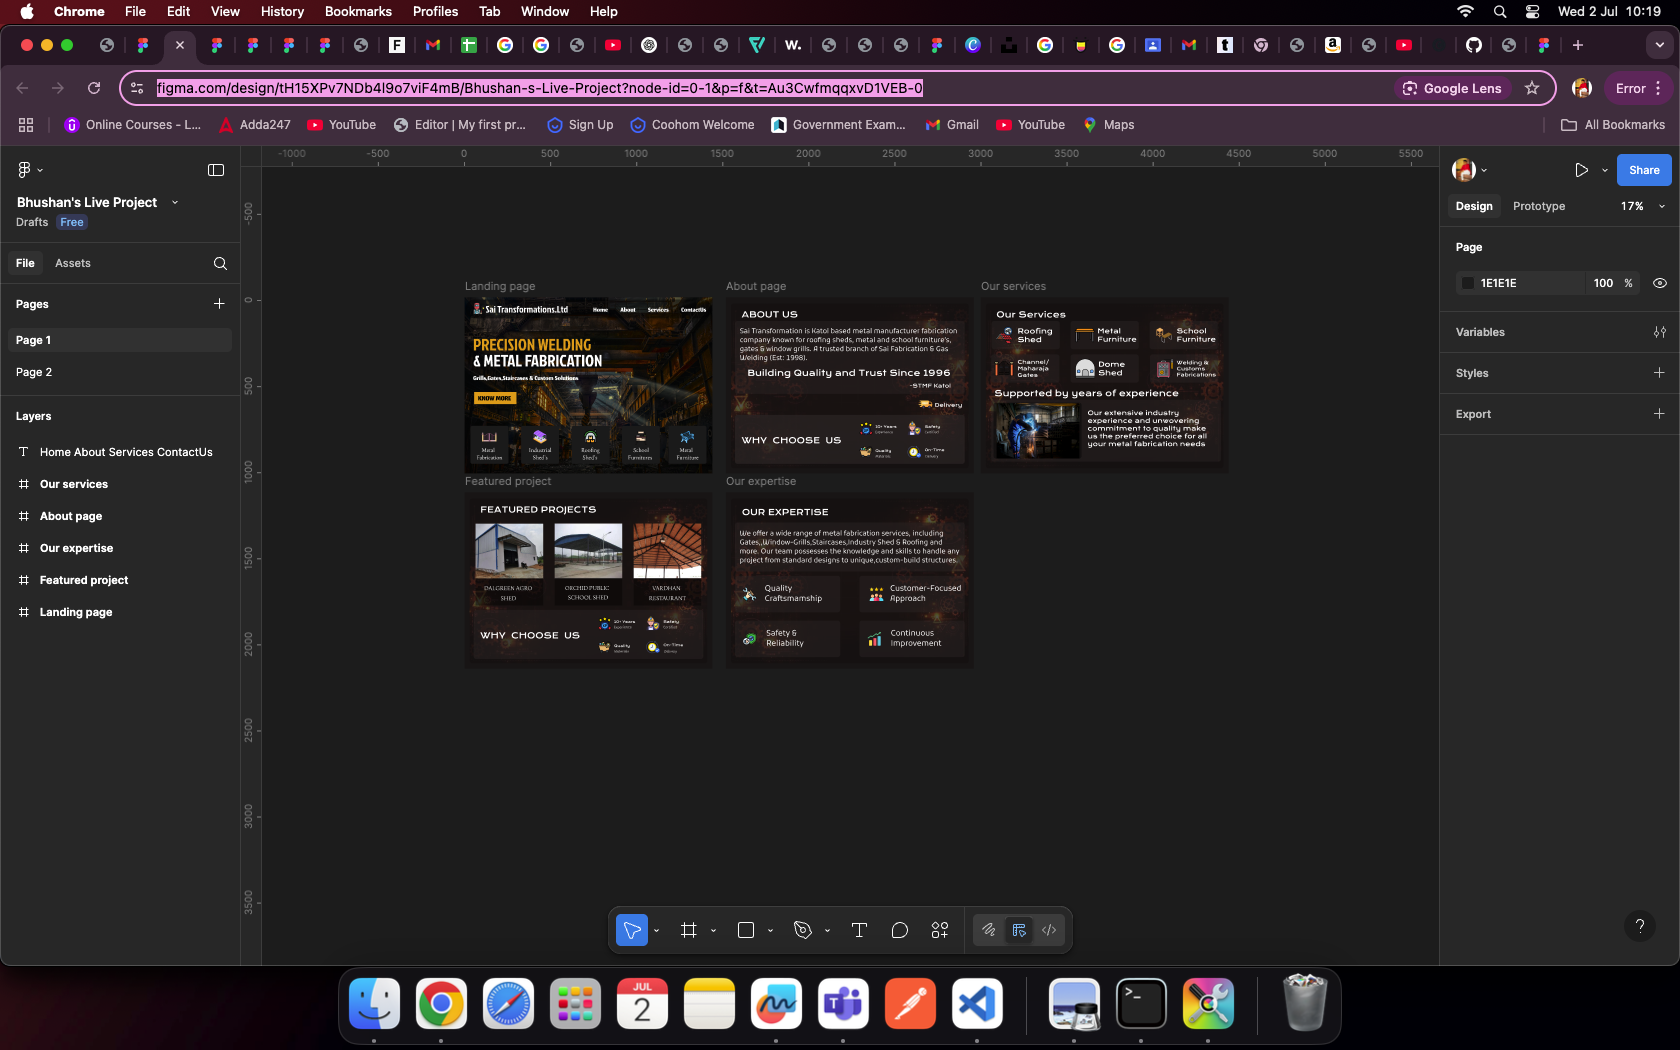 Chrome File Edit View History Bookmarks Profiles Tab Window Help
Wed 2 Jul 10:19
figma.com/design/tH15XPv7NDb4I9o7viF4mB/Bhushan-s-Live-Project?node-id=0-1&p=f&t=Au3CwfmqqxvD1VEB-0
Google Lens
Error
Online Courses - L... Adda247 YouTube Editor | My first pr... Sign Up Coohom Welcome Government Exam... Gmail YouTube Maps
All Bookmarks
-1000 -500 0 500 1000 1500 2000 2500 3000 3500 4000 4500 5000 5500
-500
0
500
1000
1500
2000
2500
3000
3500
Bhushan's Live Project
Drafts Free
File Assets
Pages
Page 1
Page 2
Layers
Home About Services ContactUs
Our services
About page
Our expertise
Featured project
Landing page
Landing page
Sai Transformations.Ltd Home About Services ContactUs
PRECISION WELDING
& METAL FABRICATION
Grills,Gates,Staircases & Custom Solutions
KNOW MORE
Metal Fabrication
Industrial Shed's
Roofing Shed's
School Furnitures
Metal Furniture
About page
ABOUT US
Sai Transformation is Katol based metal manufacturer fabrication
company known for roofing sheds, metal and school furniture's,
gates & window grills. A trusted branch of Sai Fabrication & Gas
Welding (Est: 1998).
Building Quality and Trust Since 1996
-STMF Katol
Delivery
WHY CHOOSE US
10+ Years
Safety
Quality
On-Time
Our services
Our Services
Roofing Shed
Metal Furniture
School Furniture
Channel/ Maharaja Gates
Dome Shed
Welding & Customs Fabrications
Supported by years of experience
Our extensive industry
experience and unwovering
commitment to quality make
us the preferred choice for all
your metal fabrication needs
Featured project
FEATURED PROJECTS
DALGREEN AGRO SHED
ORCHID PUBLIC SCHOOL SHED
VARDHAN RESTAURANT
WHY CHOOSE US
10+ Years
Safety
Quality
On-Time
Our expertise
OUR EXPERTISE
We offer a wide range of metal fabrication services, including
Gates,,Window-Grills,Staircases,Industry Shed & Roofing and
more. Our team possesses the knowledge and skills to handle any
project from standard designs to unique,custom-build structures.
Quality Craftsmamship
Customer-Focused Approach
Safety & Reliability
Continuous Improvement
Share
Design Prototype 17%
Page
1E1E1E 100 %
Variables
Styles
Export
?
JUL
2